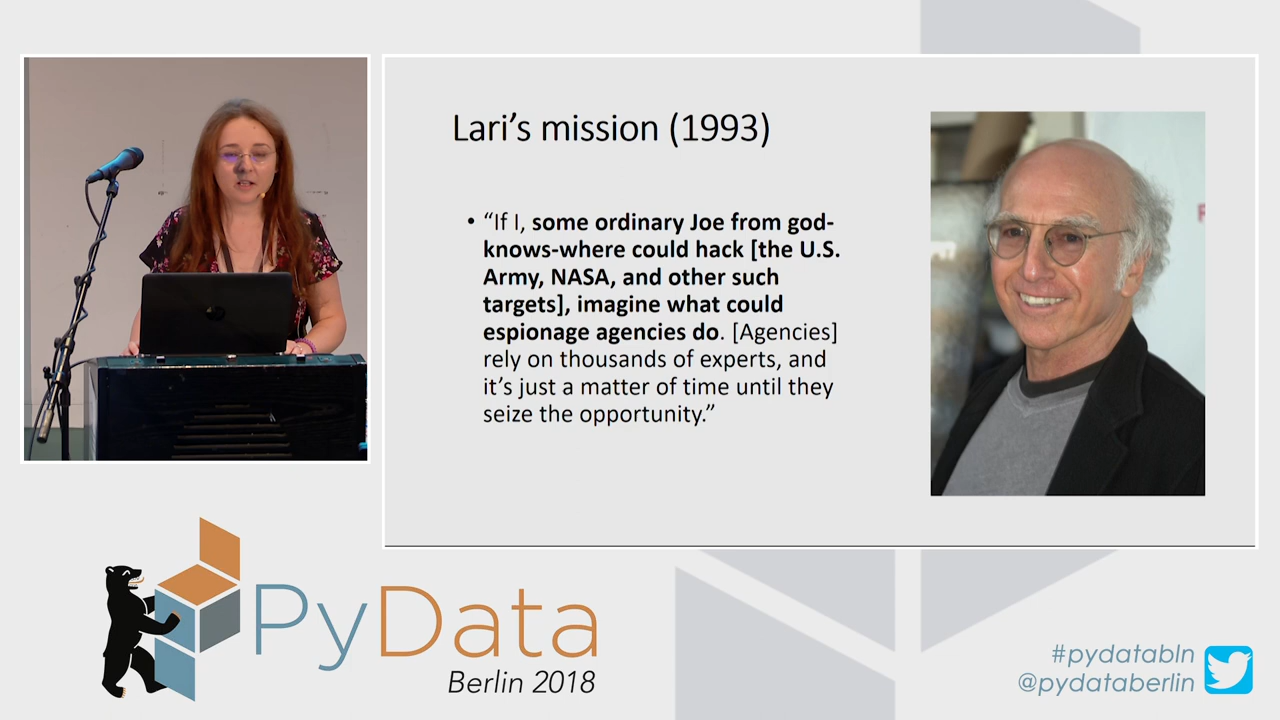 Lari's mission (1993)
• “If I, some ordinary Joe from god-
knows-where could hack [the U.S.
Army, NASA, and other such
targets], imagine what could
espionage agencies do. [Agencies]
rely on thousands of experts, and
it's just a matter of time until they
seize the opportunity.”
PyData
Berlin 2018
#pydatabln
@pydataberlin